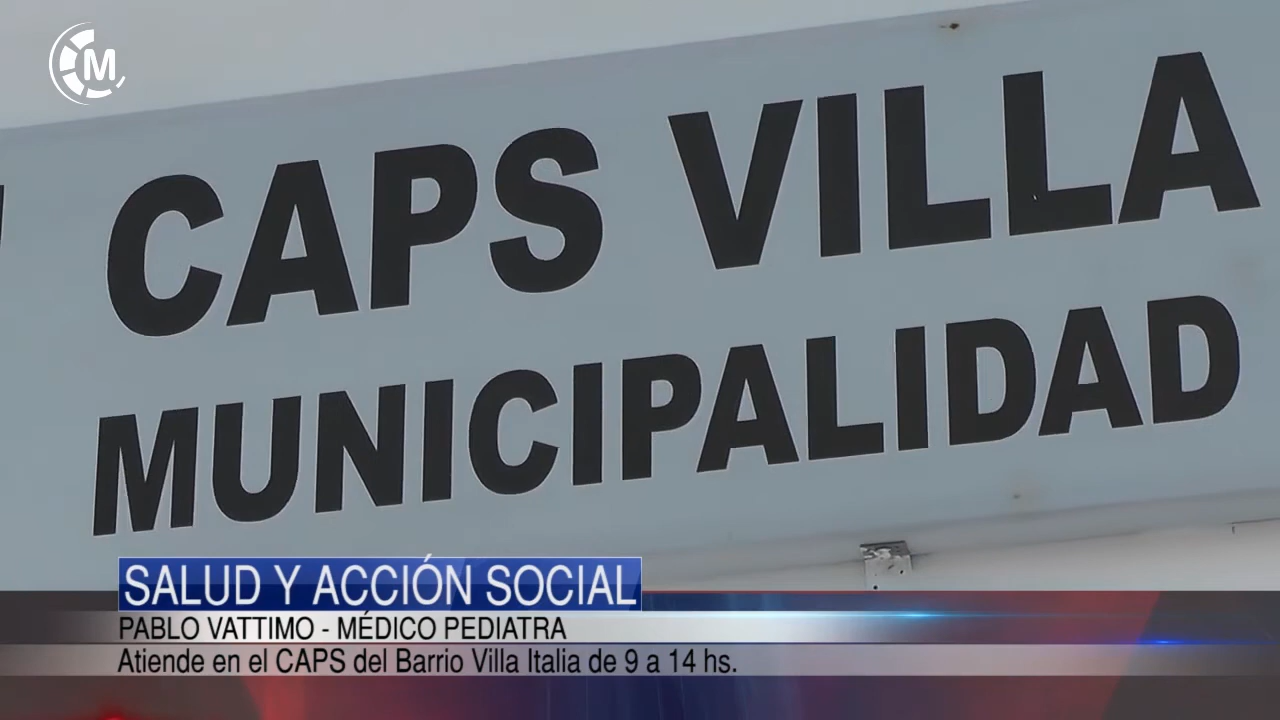 M
CAPS VILLA
MUNICIPALIDAD
SALUD Y ACCIÓN SOCIAL
PABLO VATTIMO - MÉDICO PEDIATRA
Atiende en el CAPS del Barrio Villa Italia de 9 a 14 hs.